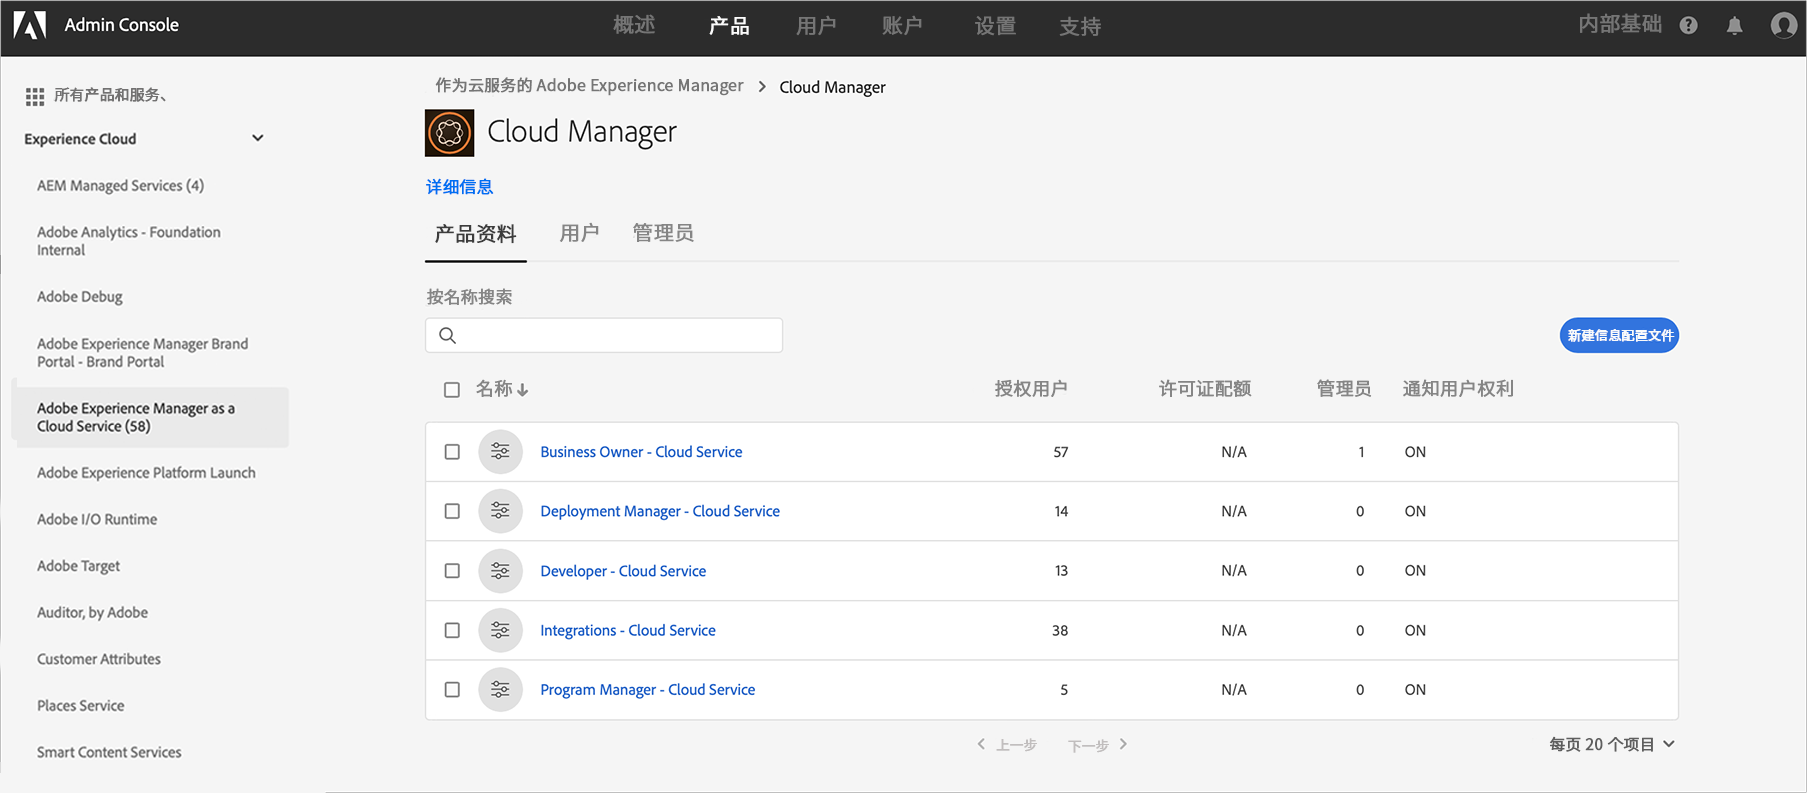 Admin Console
概述 产品 用户 账户 设置 支持
内部基础
所有产品和服务、
Experience Cloud
AEM Managed Services (4)
Adobe Analytics - Foundation
Internal
Adobe Debug
Adobe Experience Manager Brand
Portal - Brand Portal
Adobe Experience Manager as a
Cloud Service (58)
Adobe Experience Platform Launch
Adobe I/O Runtime
Adobe Target
Auditor, by Adobe
Customer Attributes
Places Service
Smart Content Services
作为云服务的 Adobe Experience Manager > Cloud Manager
Cloud Manager
详细信息
产品资料 用户 管理员
按名称搜索
新建信息配置文件
名称↓ 授权用户 许可证配额 管理员 通知用户权利
Business Owner - Cloud Service 57 N/A 1 ON
Deployment Manager - Cloud Service 14 N/A 0 ON
Developer - Cloud Service 13 N/A 0 ON
Integrations - Cloud Service 38 N/A 0 ON
Program Manager - Cloud Service 5 N/A 0 ON
上一步 下一步
每页 20 个项目